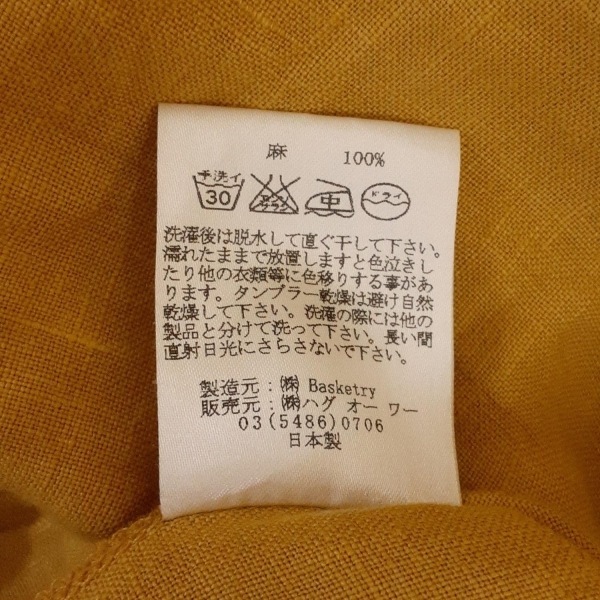 麻 100%
手洗イ 30 エンソサラシ 中 ドライ
洗濯後は脱水して直ぐ干して下さい。
濡れたままで放置しますと色泣きし
たり他の衣類等に色移りする事があ
ります。タンブラー乾燥は避け自然
乾燥して下さい。洗濯の際には他の
製品と分けて洗って下さい。長い間
直射日光にさらさないで下さい。
製造元：㈱ Basketry
販売元：㈱ハグ オー ワー
03(5486)0706
日本製